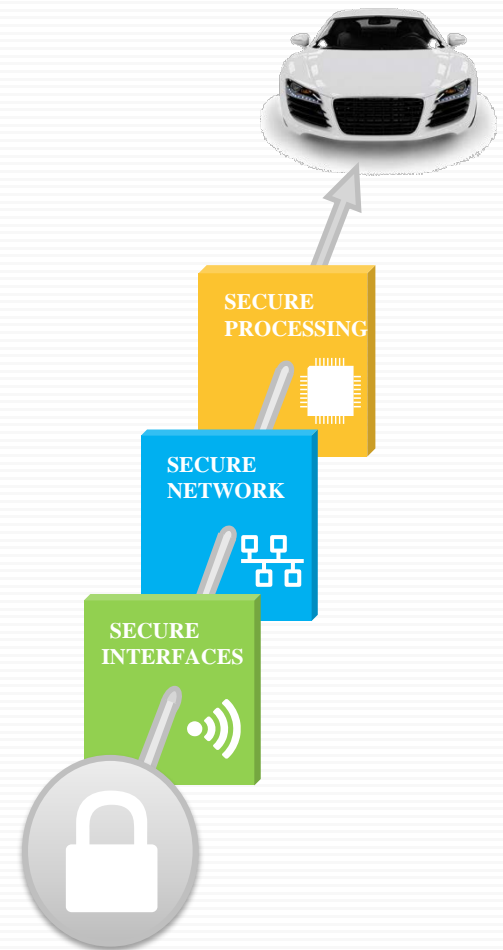 SECURE
PROCESSING
SECURE
NETWORK
SECURE
INTERFACES